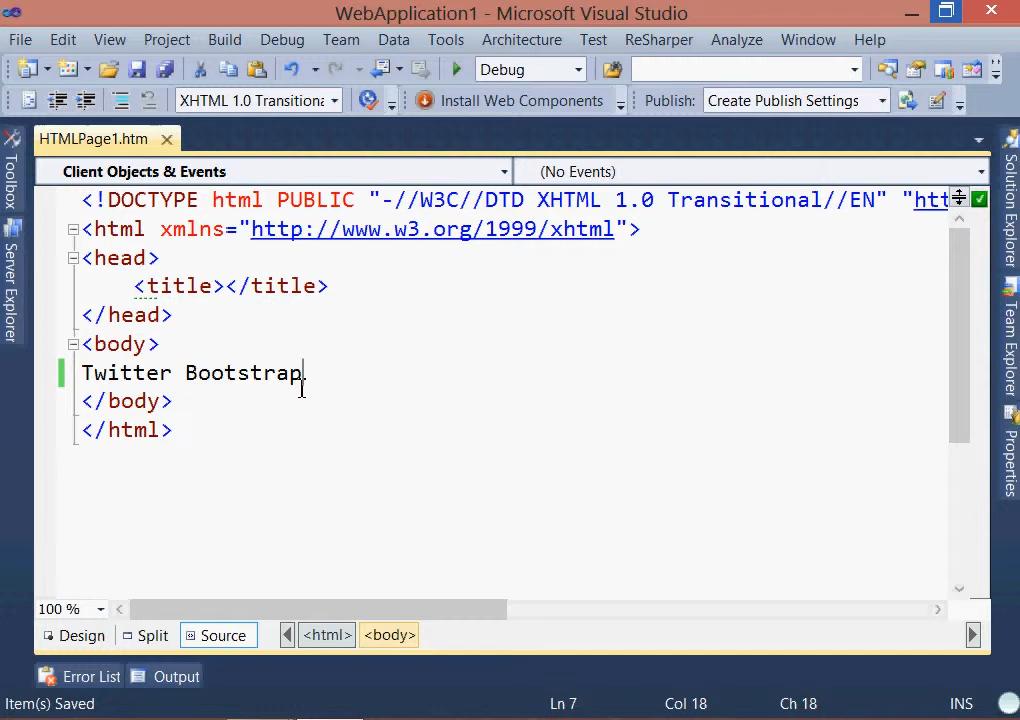 WebApplication1 - Microsoft Visual Studio
File Edit View Project Build Debug Team Data Tools Architecture Test ReSharper Analyze Window Help
Debug
XHTML 1.0 Transitiona Install Web Components Publish: Create Publish Settings
HTMLPage1.htm
Client Objects & Events (No Events)
<!DOCTYPE html PUBLIC "-//W3C//DTD XHTML 1.0 Transitional//EN" "htt
<html xmlns="http://www.w3.org/1999/xhtml">
<head>
<title></title>
</head>
<body>
Twitter Bootstrap
</body>
</html>
100 %
Design Split Source <html> <body>
Error List Output
Item(s) Saved Ln 7 Col 18 Ch 18 INS
Toolbox
Server Explorer
Solution Explorer
Team Explorer
Properties